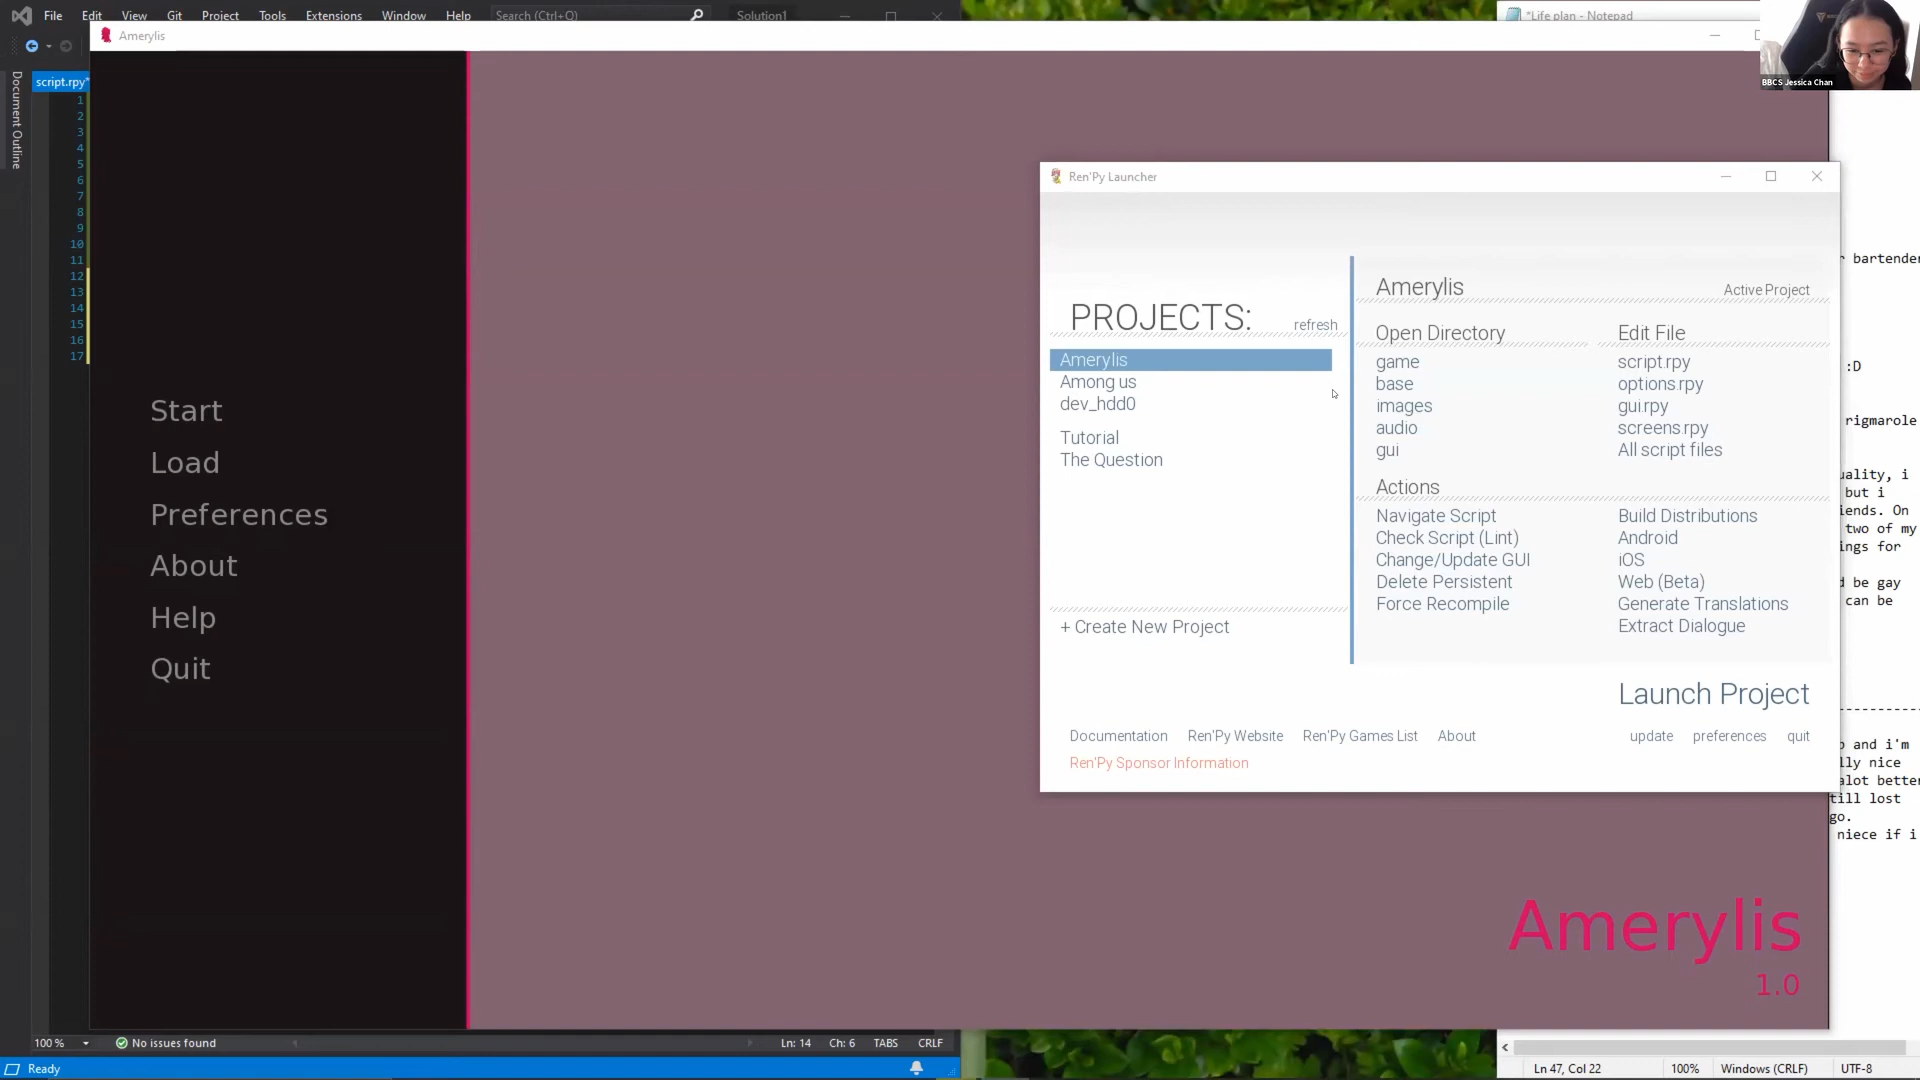 File Edit View Git Project Tools Extensions Window Help Search (Ctrl+Q) Solution1
*Life plan - Notepad
Amerylis
BBCS Jessica Chan
Document Outline
script.rpy*
1
2
3
4
5
6
7
8
9
10
11
12
13
14
15
16
17
Start
Load
Preferences
About
Help
Quit
Ren'Py Launcher
PROJECTS:
refresh
Amerylis
Among us
dev_hdd0
Tutorial
The Question
+ Create New Project
Amerylis
Active Project
Open Directory
game
base
images
audio
gui
Edit File
script.rpy
options.rpy
gui.rpy
screens.rpy
All script files
Actions
Navigate Script
Check Script (Lint)
Change/Update GUI
Delete Persistent
Force Recompile
Build Distributions
Android
iOS
Web (Beta)
Generate Translations
Extract Dialogue
Launch Project
Documentation Ren'Py Website Ren'Py Games List About
update preferences quit
Ren'Py Sponsor Information
bartender
:D
rigmarole
uality, i
but i
iends. On
two of my
ings for
be gay
can be
and i'm
lly nice
alot better
till lost
go.
niece if i
Amerylis
1.0
100 % No issues found Ln: 14 Ch: 6 TABS CRLF
Ready
Ln 47, Col 22 100% Windows (CRLF) UTF-8